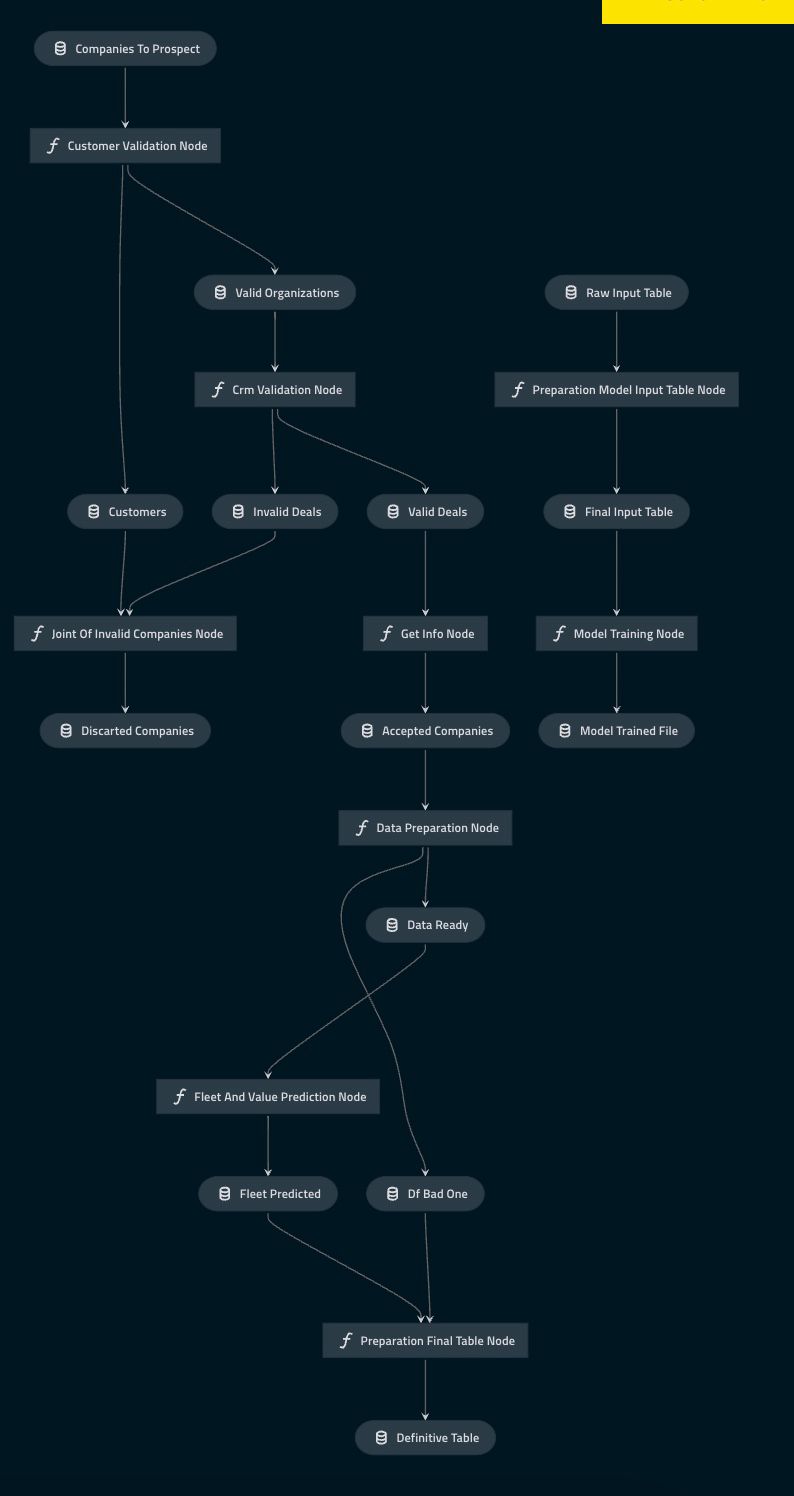 Companies To Prospect
Customer Validation Node
Valid Organizations
Raw Input Table
Crm Validation Node
Preparation Model Input Table Node
Customers
Invalid Deals
Valid Deals
Final Input Table
Joint Of Invalid Companies Node
Get Info Node
Model Training Node
Discarted Companies
Accepted Companies
Model Trained File
Data Preparation Node
Data Ready
Fleet And Value Prediction Node
Fleet Predicted
Df Bad One
Preparation Final Table Node
Definitive Table